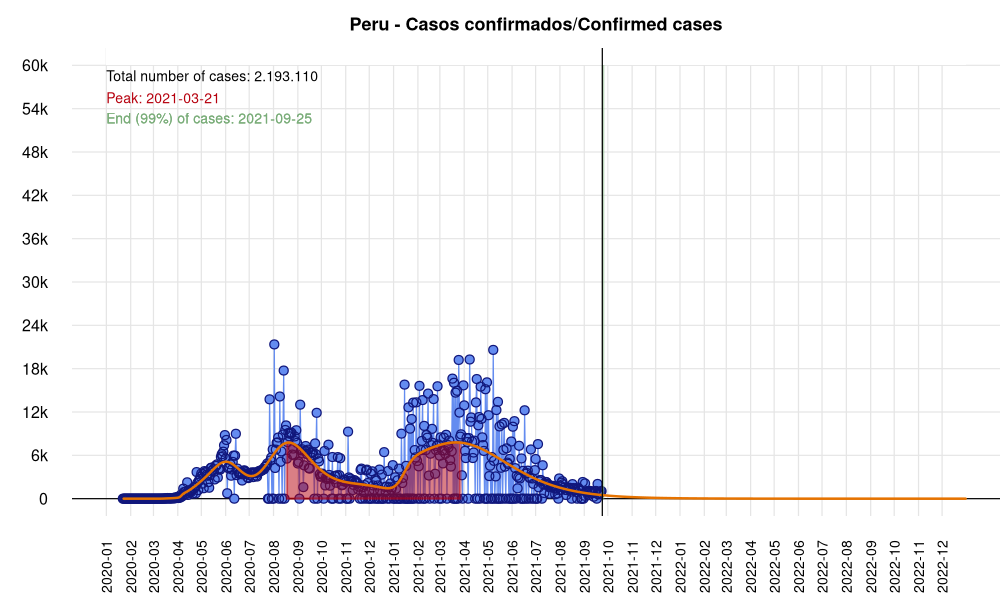 Peru - Casos confirmados/Confirmed cases
Total number of cases: 2.193.110
Peak: 2021-03-21
End (99%) of cases: 2021-09-25
60k
54k
48k
42k
36k
30k
24k
18k
12k
6k
0
2020-01
2020-02
2020-03
2020-04
2020-05
2020-06
2020-07
2020-08
2020-09
2020-10
2020-11
2020-12
2021-01
2021-02
2021-03
2021-04
2021-05
2021-06
2021-07
2021-08
2021-09
2021-10
2021-11
2021-12
2022-01
2022-02
2022-03
2022-04
2022-05
2022-06
2022-07
2022-08
2022-09
2022-10
2022-11
2022-12